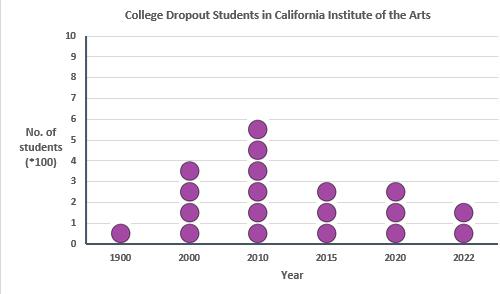 College Dropout Students in California Institute of the Arts
10
9
8
7
6
5
4
3
2
1
0
No. of
students
(*100)
1900 2000 2010 2015 2020 2022
Year